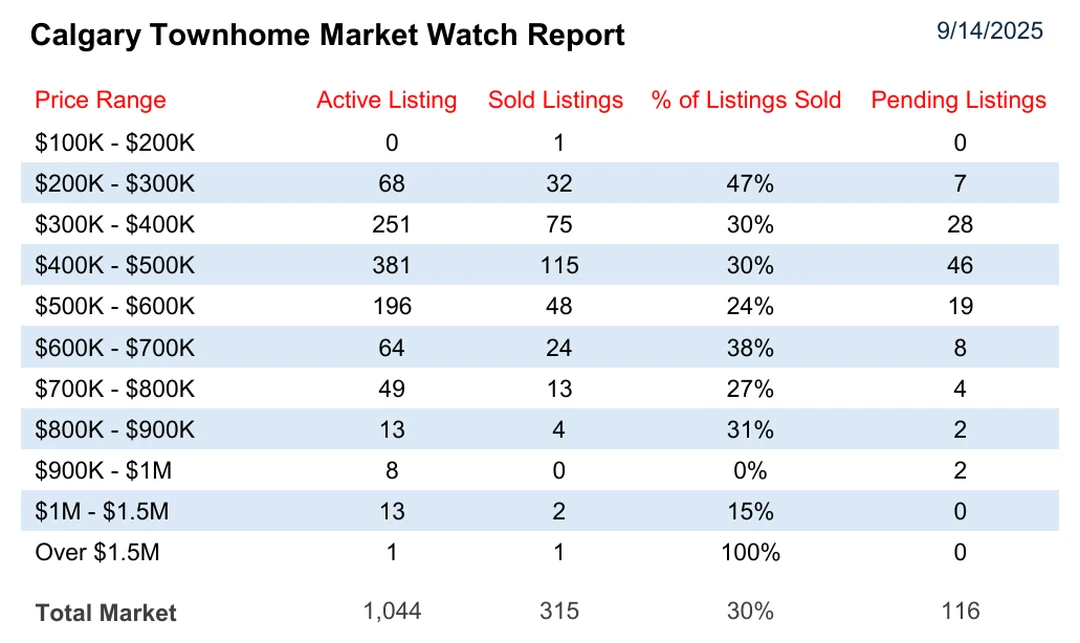 Calgary Townhome Market Watch Report 9/14/2025
Price Range Active Listing Sold Listings % of Listings Sold Pending Listings
$100K - $200K 0 1 0
$200K - $300K 68 32 47% 7
$300K - $400K 251 75 30% 28
$400K - $500K 381 115 30% 46
$500K - $600K 196 48 24% 19
$600K - $700K 64 24 38% 8
$700K - $800K 49 13 27% 4
$800K - $900K 13 4 31% 2
$900K - $1M 8 0 0% 2
$1M - $1.5M 13 2 15% 0
Over $1.5M 1 1 100% 0
Total Market 1,044 315 30% 116